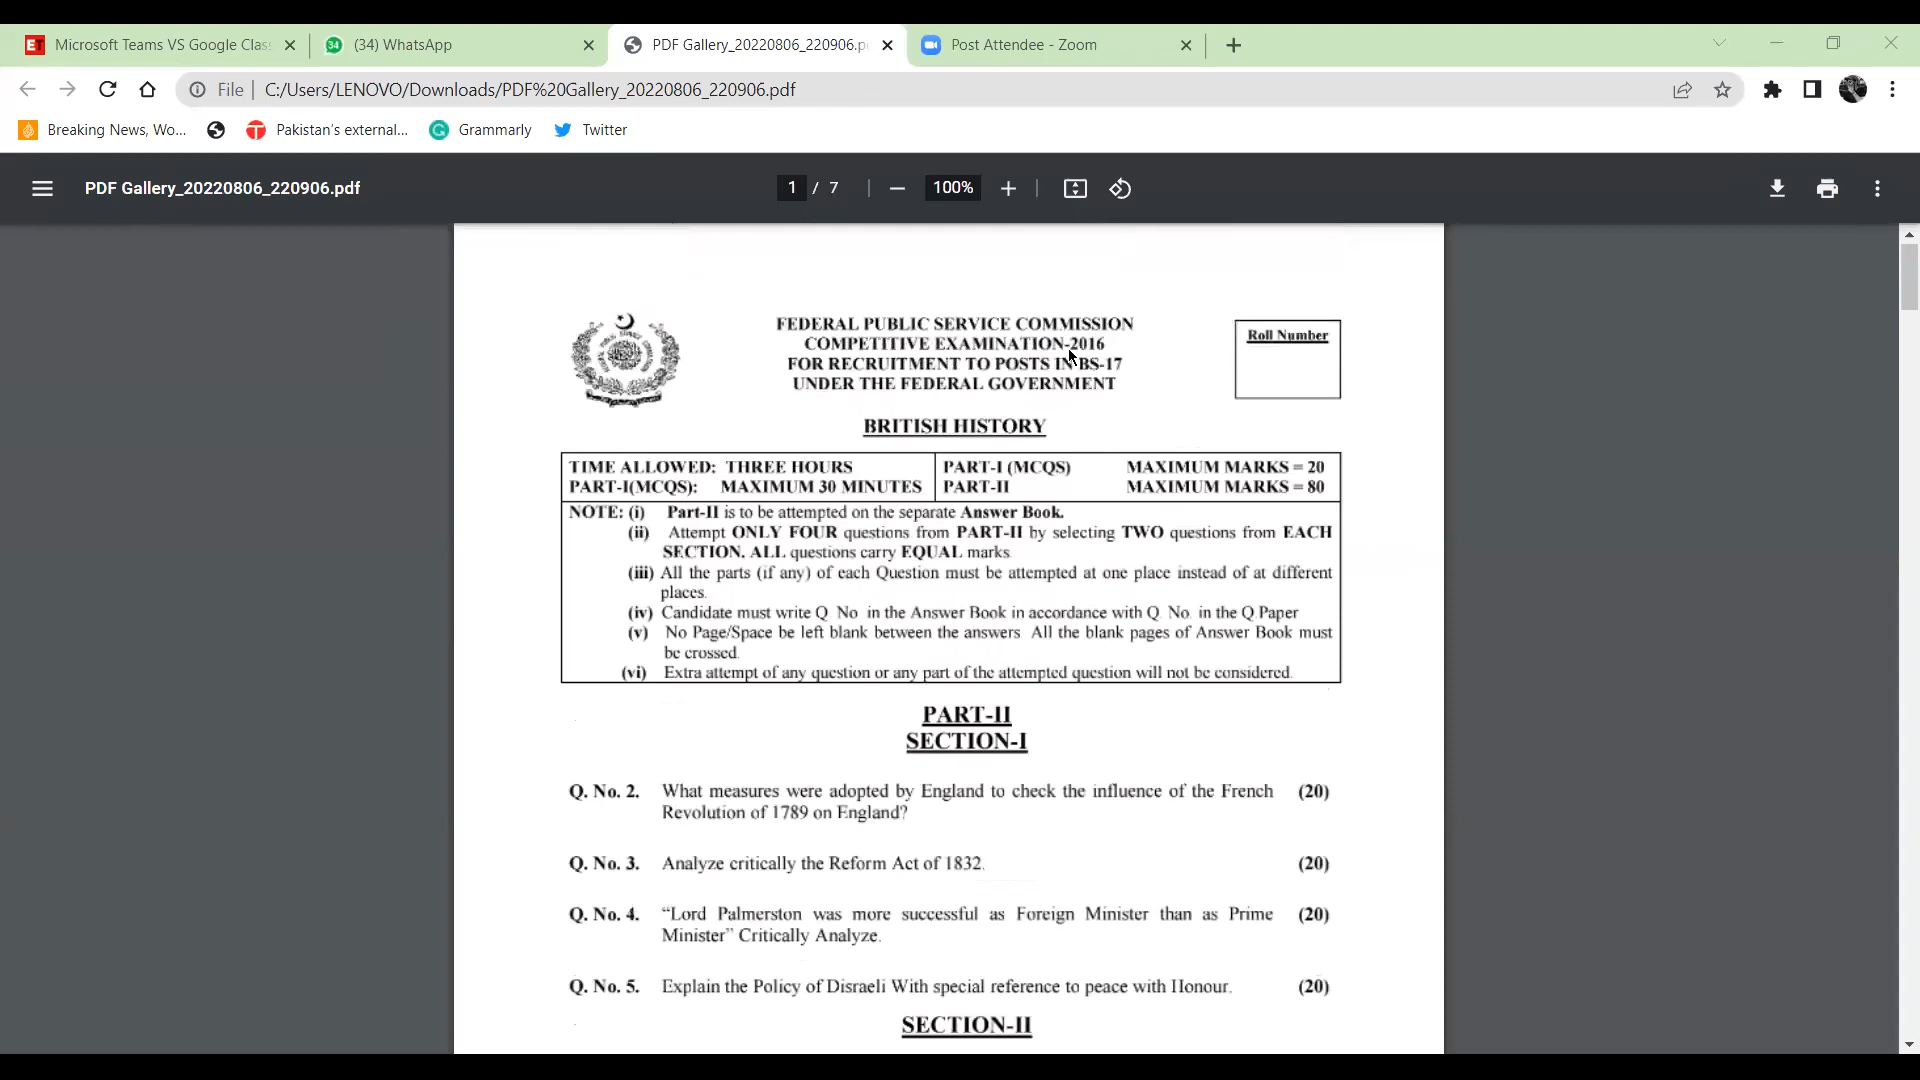 Microsoft Teams VS Google Clas
(34) WhatsApp
PDF Gallery_20220806_220906.p
Post Attendee - Zoom
File
C:/Users/LENOVO/Downloads/PDF%20Gallery_20220806_220906.pdf
Breaking News, Wo...
Pakistan's external...
Grammarly
Twitter
PDF Gallery_20220806_220906.pdf
1 / 7
100%
FEDERAL PUBLIC SERVICE COMMISSION
COMPETITIVE EXAMINATION-2016
FOR RECRUITMENT TO POSTS IN BS-17
UNDER THE FEDERAL GOVERNMENT
Roll Number
BRITISH HISTORY
TIME ALLOWED: THREE HOURS PART-I (MCQS) MAXIMUM MARKS = 20
PART-I(MCQS): MAXIMUM 30 MINUTES PART-II MAXIMUM MARKS = 80
NOTE: (i) Part-II is to be attempted on the separate Answer Book.
(ii) Attempt ONLY FOUR questions from PART-II by selecting TWO questions from EACH
SECTION. ALL questions carry EQUAL marks.
(iii) All the parts (if any) of each Question must be attempted at one place instead of at different
places.
(iv) Candidate must write Q. No. in the Answer Book in accordance with Q. No. in the Q.Paper
(v) No Page/Space be left blank between the answers. All the blank pages of Answer Book must
be crossed.
(vi) Extra attempt of any question or any part of the attempted question will not be considered.
PART-II
SECTION-I
Q. No. 2. What measures were adopted by England to check the influence of the French (20)
Revolution of 1789 on England?
Q. No. 3. Analyze critically the Reform Act of 1832. (20)
Q. No. 4. “Lord Palmerston was more successful as Foreign Minister than as Prime (20)
Minister” Critically Analyze.
Q. No. 5. Explain the Policy of Disraeli With special reference to peace with Honour. (20)
SECTION-II